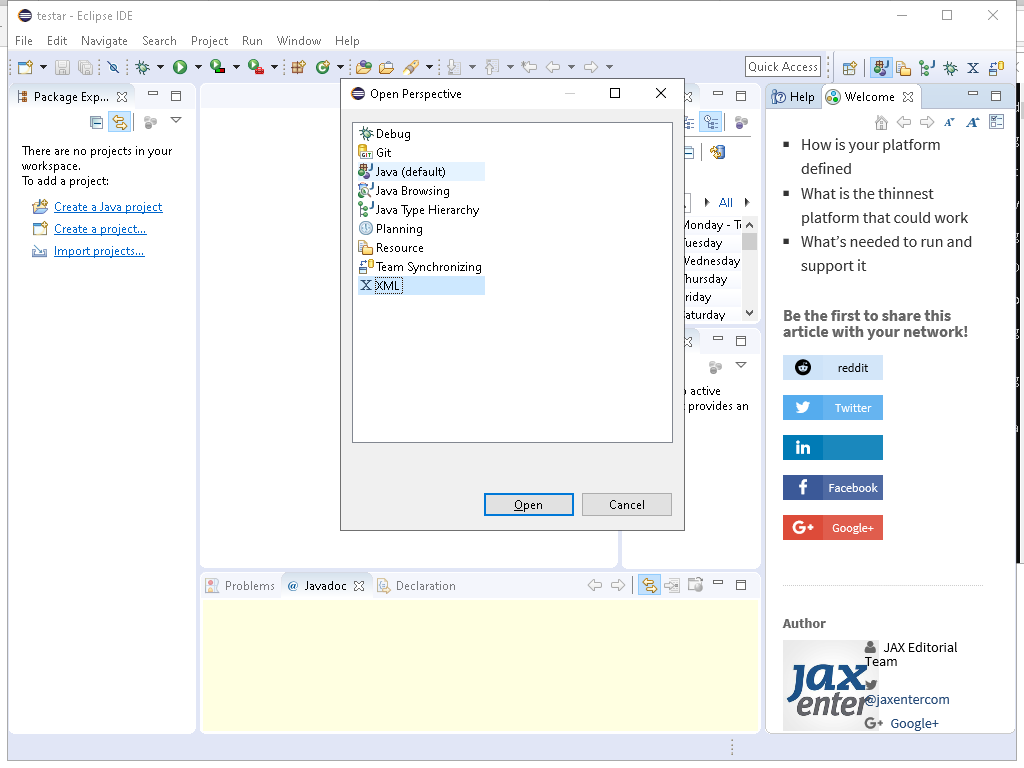 testar - Eclipse IDE
File Edit Navigate Search Project Run Window Help
Quick Access
Package Exp...
There are no projects in your
workspace.
To add a project:
Create a Java project
Create a project...
Import projects...
Open Perspective
Debug
Git
Java (default)
Java Browsing
Java Type Hierarchy
Planning
Resource
Team Synchronizing
XML
Open Cancel
All
Monday - T
Tuesday
Wednesday
Thursday
Friday
Saturday
active
provides an
Problems Javadoc Declaration
Help Welcome
How is your platform
defined
What is the thinnest
platform that could work
What's needed to run and
support it
Be the first to share this
article with your network!
reddit
Twitter
in
Facebook
G+ Google+
Author
jax
enter
JAX Editorial
Team
@jaxentercom
G+ Google+